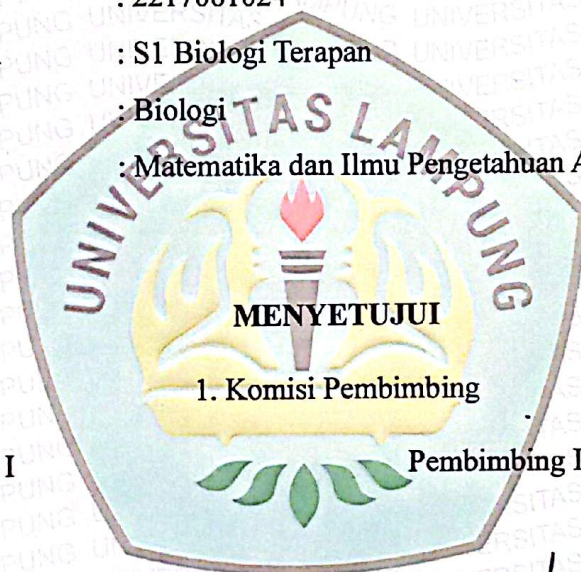 : S1 Biologi Terapan
: Biologi
: Matematika dan Ilmu Pengetahuan A
UNIVERSITAS LAMPUNG
MENYETUJUI
1. Komisi Pembimbing
I
Pembimbing I